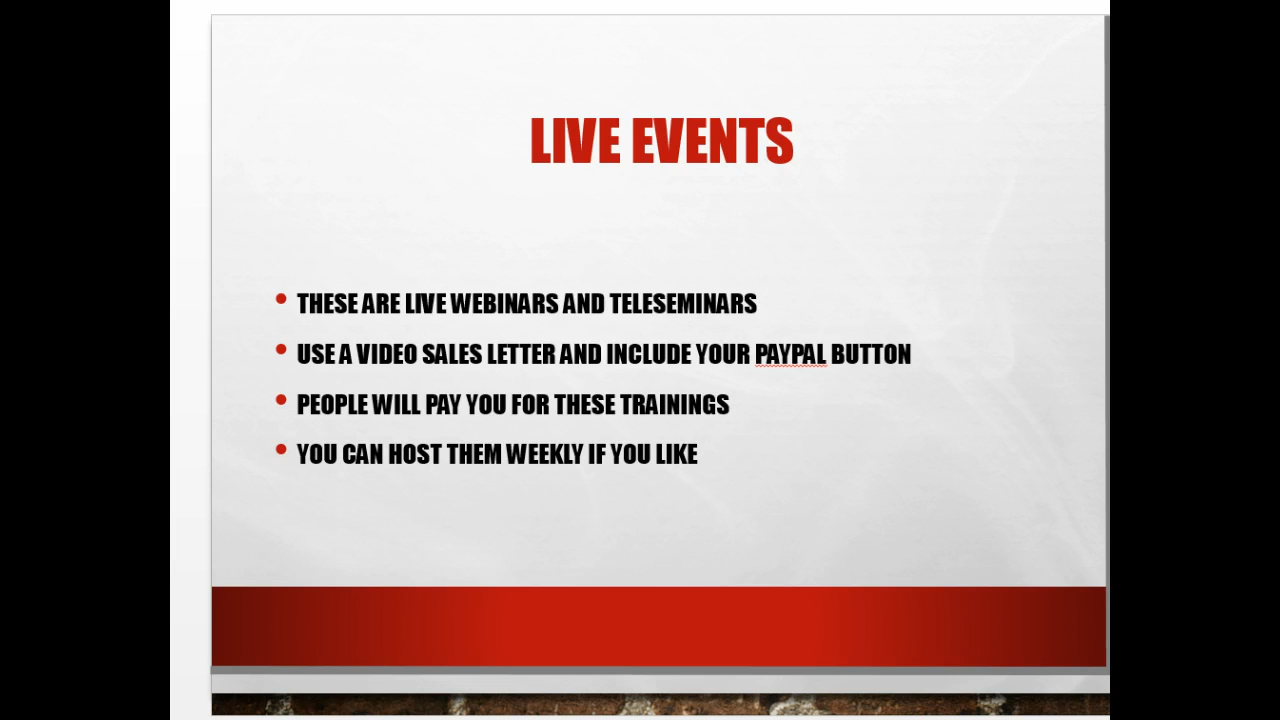 LIVE EVENTS
• THESE ARE LIVE WEBINARS AND TELESEMINARS
• USE A VIDEO SALES LETTER AND INCLUDE YOUR PAYPAL BUTTON
• PEOPLE WILL PAY YOU FOR THESE TRAININGS
• YOU CAN HOST THEM WEEKLY IF YOU LIKE